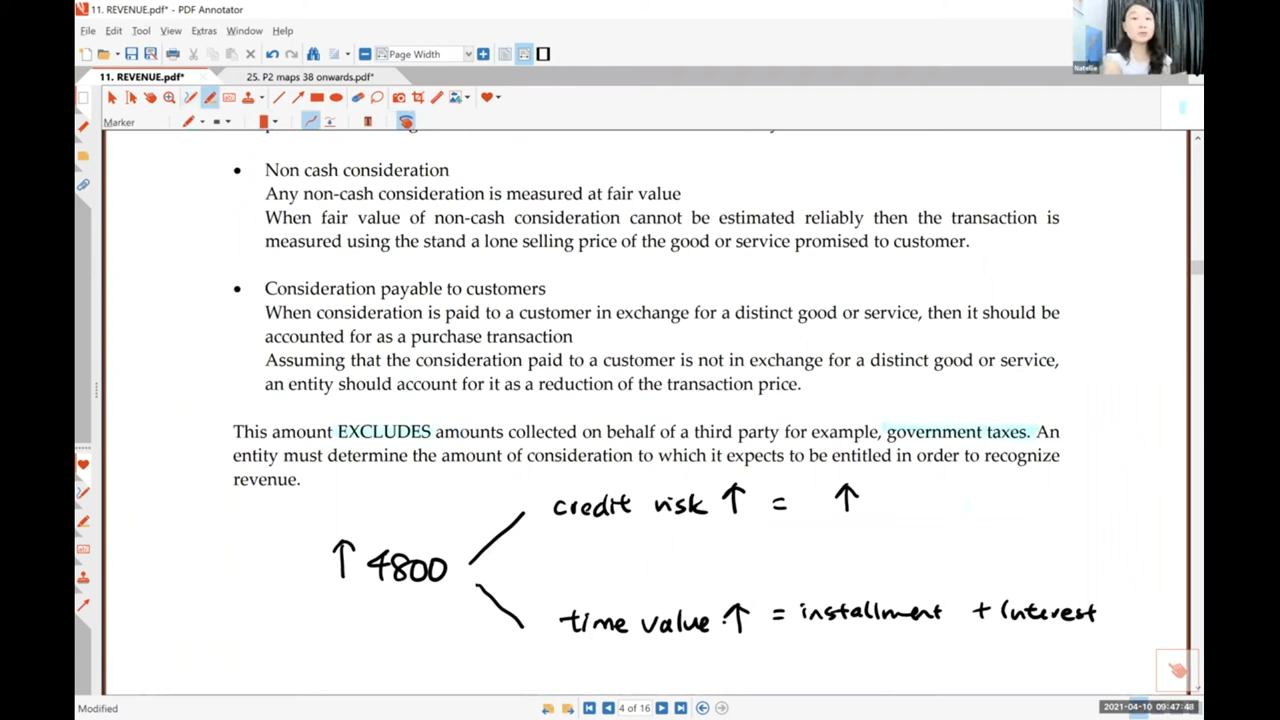 11. REVENUE.pdf* - PDF Annotator
File Edit Tool View Extras Window Help
Page Width
11. REVENUE.pdf* 25. P2 maps 38 onwards.pdf*
Marker
Natelie
• Non cash consideration
Any non-cash consideration is measured at fair value
When fair value of non-cash consideration cannot be estimated reliably then the transaction is
measured using the stand a lone selling price of the good or service promised to customer.
• Consideration payable to customers
When consideration is paid to a customer in exchange for a distinct good or service, then it should be
accounted for as a purchase transaction
Assuming that the consideration paid to a customer is not in exchange for a distinct good or service,
an entity should account for it as a reduction of the transaction price.
This amount EXCLUDES amounts collected on behalf of a third party for example, government taxes. An
entity must determine the amount of consideration to which it expects to be entitled in order to recognize
revenue.
credit risk ↑ = ↑
↑ 4800
time value ↑ = installment + Interest
Modified
4 of 16
2021-04-10 09:47:48